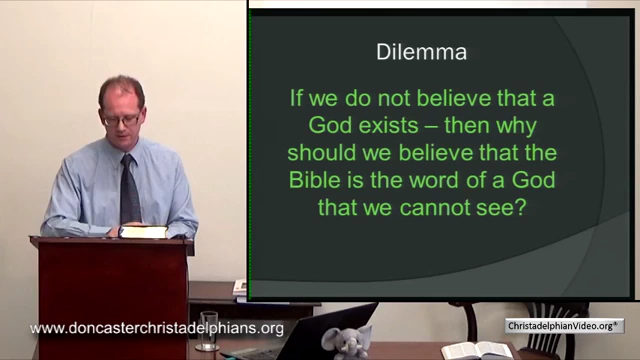 Dilemma
If we do not believe that a
God exists – then why
should we believe that the
Bible is the word of a God
that we cannot see?
www.doncasterchristadelphians.org
ChristadelphianVideo.org®